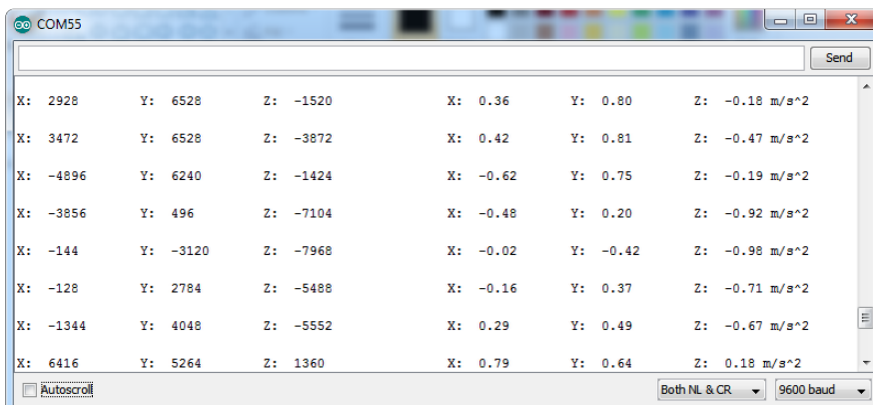 COM55
Send
X: 2928 Y: 6528 Z: -1520 X: 0.36 Y: 0.80 Z: -0.18 m/s^2
X: 3472 Y: 6528 Z: -3872 X: 0.42 Y: 0.81 Z: -0.47 m/s^2
X: -4896 Y: 6240 Z: -1424 X: -0.62 Y: 0.75 Z: -0.19 m/s^2
X: -3856 Y: 496 Z: -7104 X: -0.48 Y: 0.20 Z: -0.92 m/s^2
X: -144 Y: -3120 Z: -7968 X: -0.02 Y: -0.42 Z: -0.98 m/s^2
X: -128 Y: 2784 Z: -5488 X: -0.16 Y: 0.37 Z: -0.71 m/s^2
X: -1344 Y: 4048 Z: -5552 X: 0.29 Y: 0.49 Z: -0.67 m/s^2
X: 6416 Y: 5264 Z: 1360 X: 0.79 Y: 0.64 Z: 0.18 m/s^2
Autoscroll Both NL & CR 9600 baud